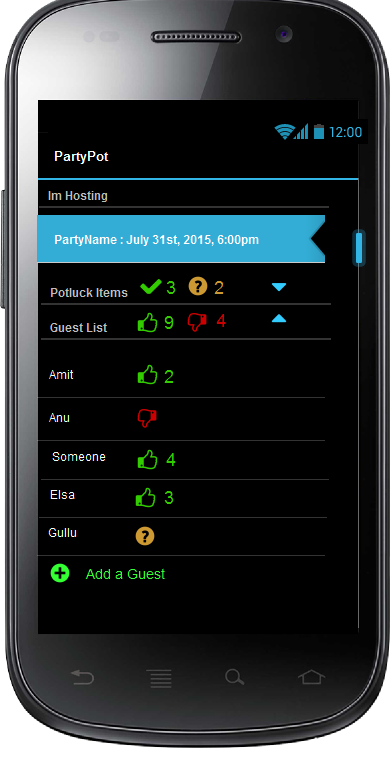 12:00
PartyPot
Im Hosting
PartyName : July 31st, 2015, 6:00pm
Potluck Items 3 ? 2
Guest List 9 4
Amit 2
Anu
Someone 4
Elsa 3
Gullu ?
Add a Guest